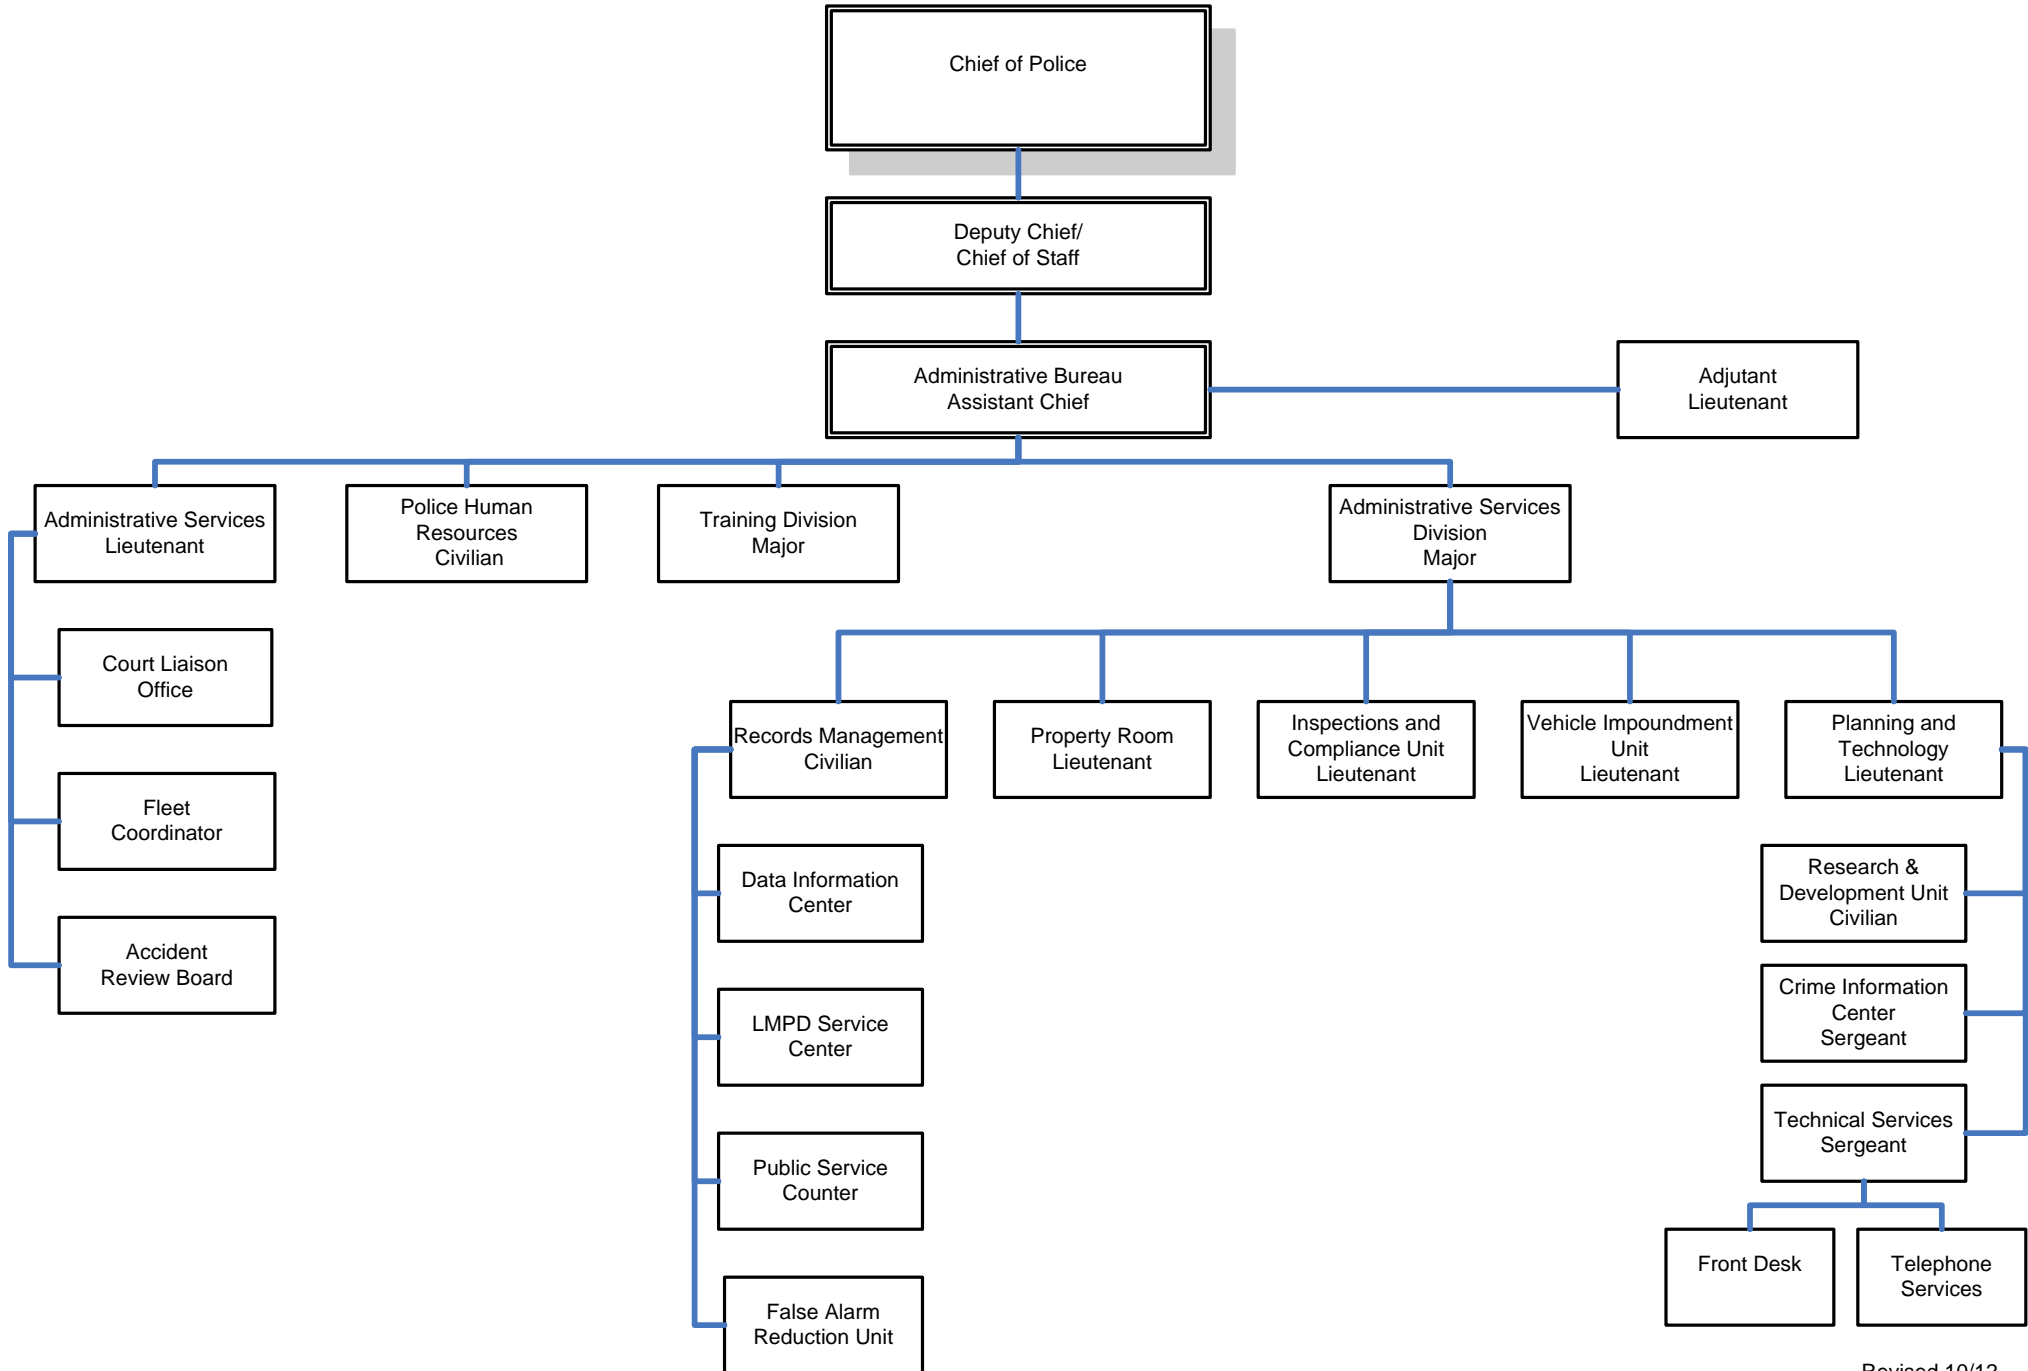 Chief of Police
Deputy Chief/
Chief of Staff
Administrative Bureau
Assistant Chief
Adjutant
Lieutenant
Administrative Services
Lieutenant
Police Human
Resources
Civilian
Training Division
Major
Administrative Services
Division
Major
Court Liaison
Office
Fleet
Coordinator
Accident
Review Board
Records Management
Civilian
Property Room
Lieutenant
Inspections and
Compliance Unit
Lieutenant
Vehicle Impoundment
Unit
Lieutenant
Planning and
Technology
Lieutenant
Data Information
Center
LMPD Service
Center
Public Service
Counter
False Alarm
Reduction Unit
Research &
Development Unit
Civilian
Crime Information
Center
Sergeant
Technical Services
Sergeant
Front Desk
Telephone
Services
Revised 10/12